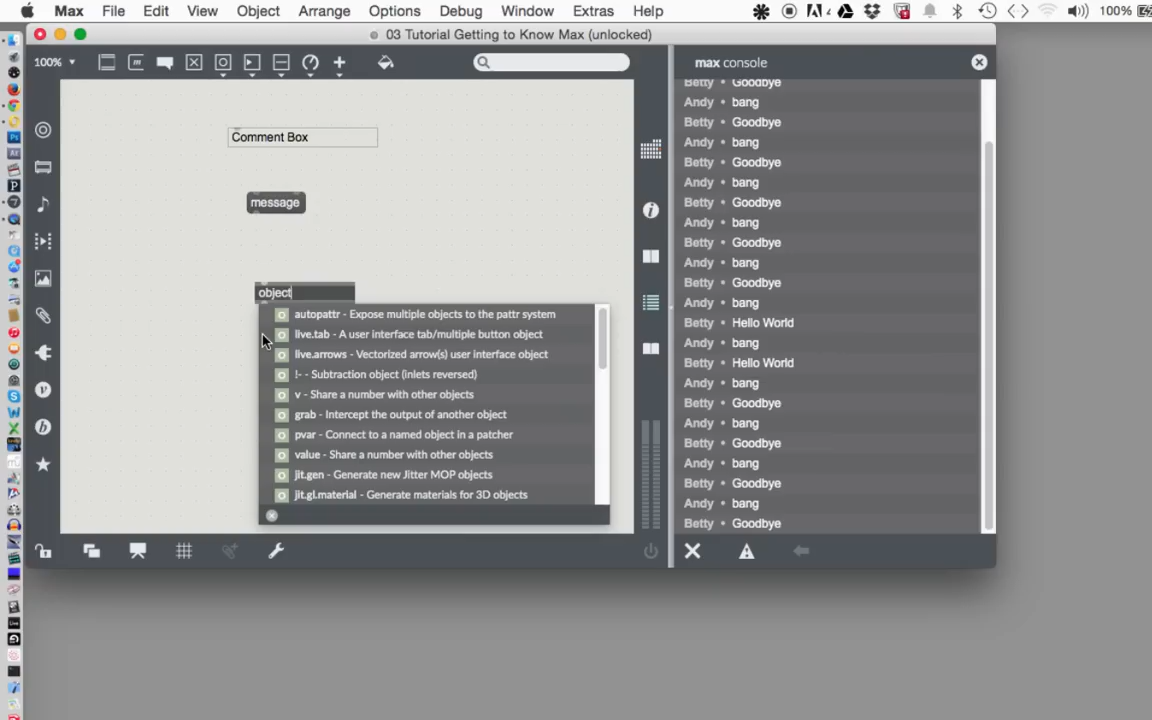 Max File Edit View Object Arrange Options Debug Window Extras Help
100%
03 Tutorial Getting to Know Max (unlocked)
100%
max console
Comment Box
message
object
autopattr - Expose multiple objects to the pattr system
live.tab - A user interface tab/multiple button object
live.arrows - Vectorized arrow(s) user interface object
!- - Subtraction object (inlets reversed)
v - Share a number with other objects
grab - Intercept the output of another object
pvar - Connect to a named object in a patcher
value - Share a number with other objects
jit.gen - Generate new Jitter MOP objects
jit.gl.material - Generate materials for 3D objects
Betty • Goodbye
Andy • bang
Betty • Goodbye
Andy • bang
Betty • Goodbye
Andy • bang
Betty • Goodbye
Andy • bang
Betty • Goodbye
Andy • bang
Betty • Goodbye
Andy • bang
Betty • Hello World
Andy • bang
Betty • Hello World
Andy • bang
Betty • Goodbye
Andy • bang
Betty • Goodbye
Andy • bang
Betty • Goodbye
Andy • bang
Betty • Goodbye